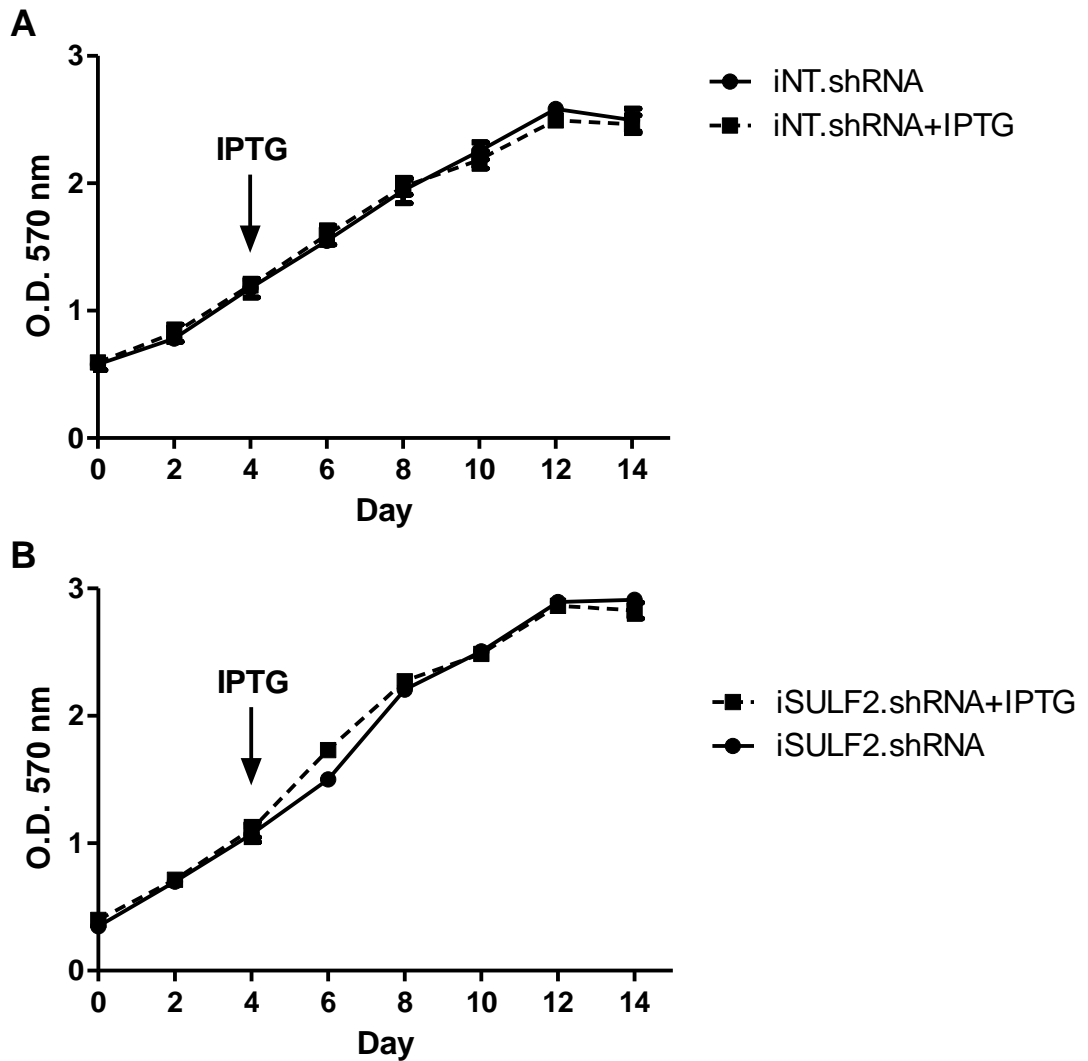 A
3
2
1
0
O.D. 570 nm
IPTG
0 2 4 6 8 10 12 14
Day
iNT.shRNA
iNT.shRNA+IPTG
B
3
2
1
0
O.D. 570 nm
IPTG
0 2 4 6 8 10 12 14
Day
iSULF2.shRNA+IPTG
iSULF2.shRNA